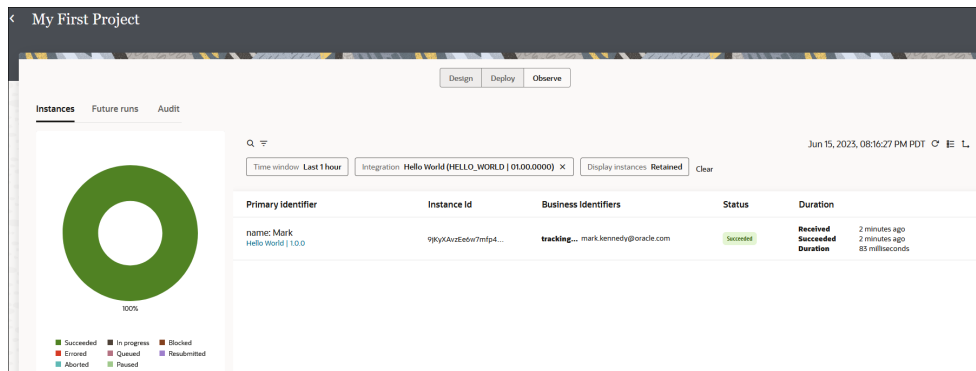 My First Project
Design Deploy Observe
Instances Future runs Audit
Jun 15, 2023, 08:16:27 PM PDT
Time window Last 1 hour Integration Hello World (HELLO_WORLD | 01.00.0000) × Display instances Retained Clear
Primary identifier Instance Id Business Identifiers Status Duration
name: Mark
Hello World | 1.0.0
9jKyXAvzEe6w7mfp4... tracking... mark.kennedy@oracle.com Succeeded
Received 2 minutes ago
Succeeded 2 minutes ago
Duration 83 milliseconds
100%
Succeeded In progress Blocked
Errored Queued Resubmitted
Aborted Paused